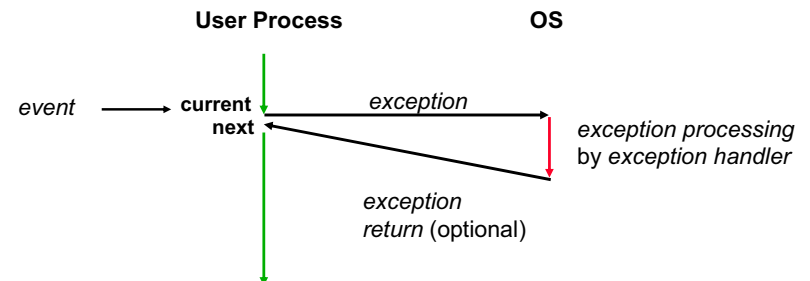 User Process
OS
event
current
exception
next
exception processing
by exception handler
exception
return (optional)